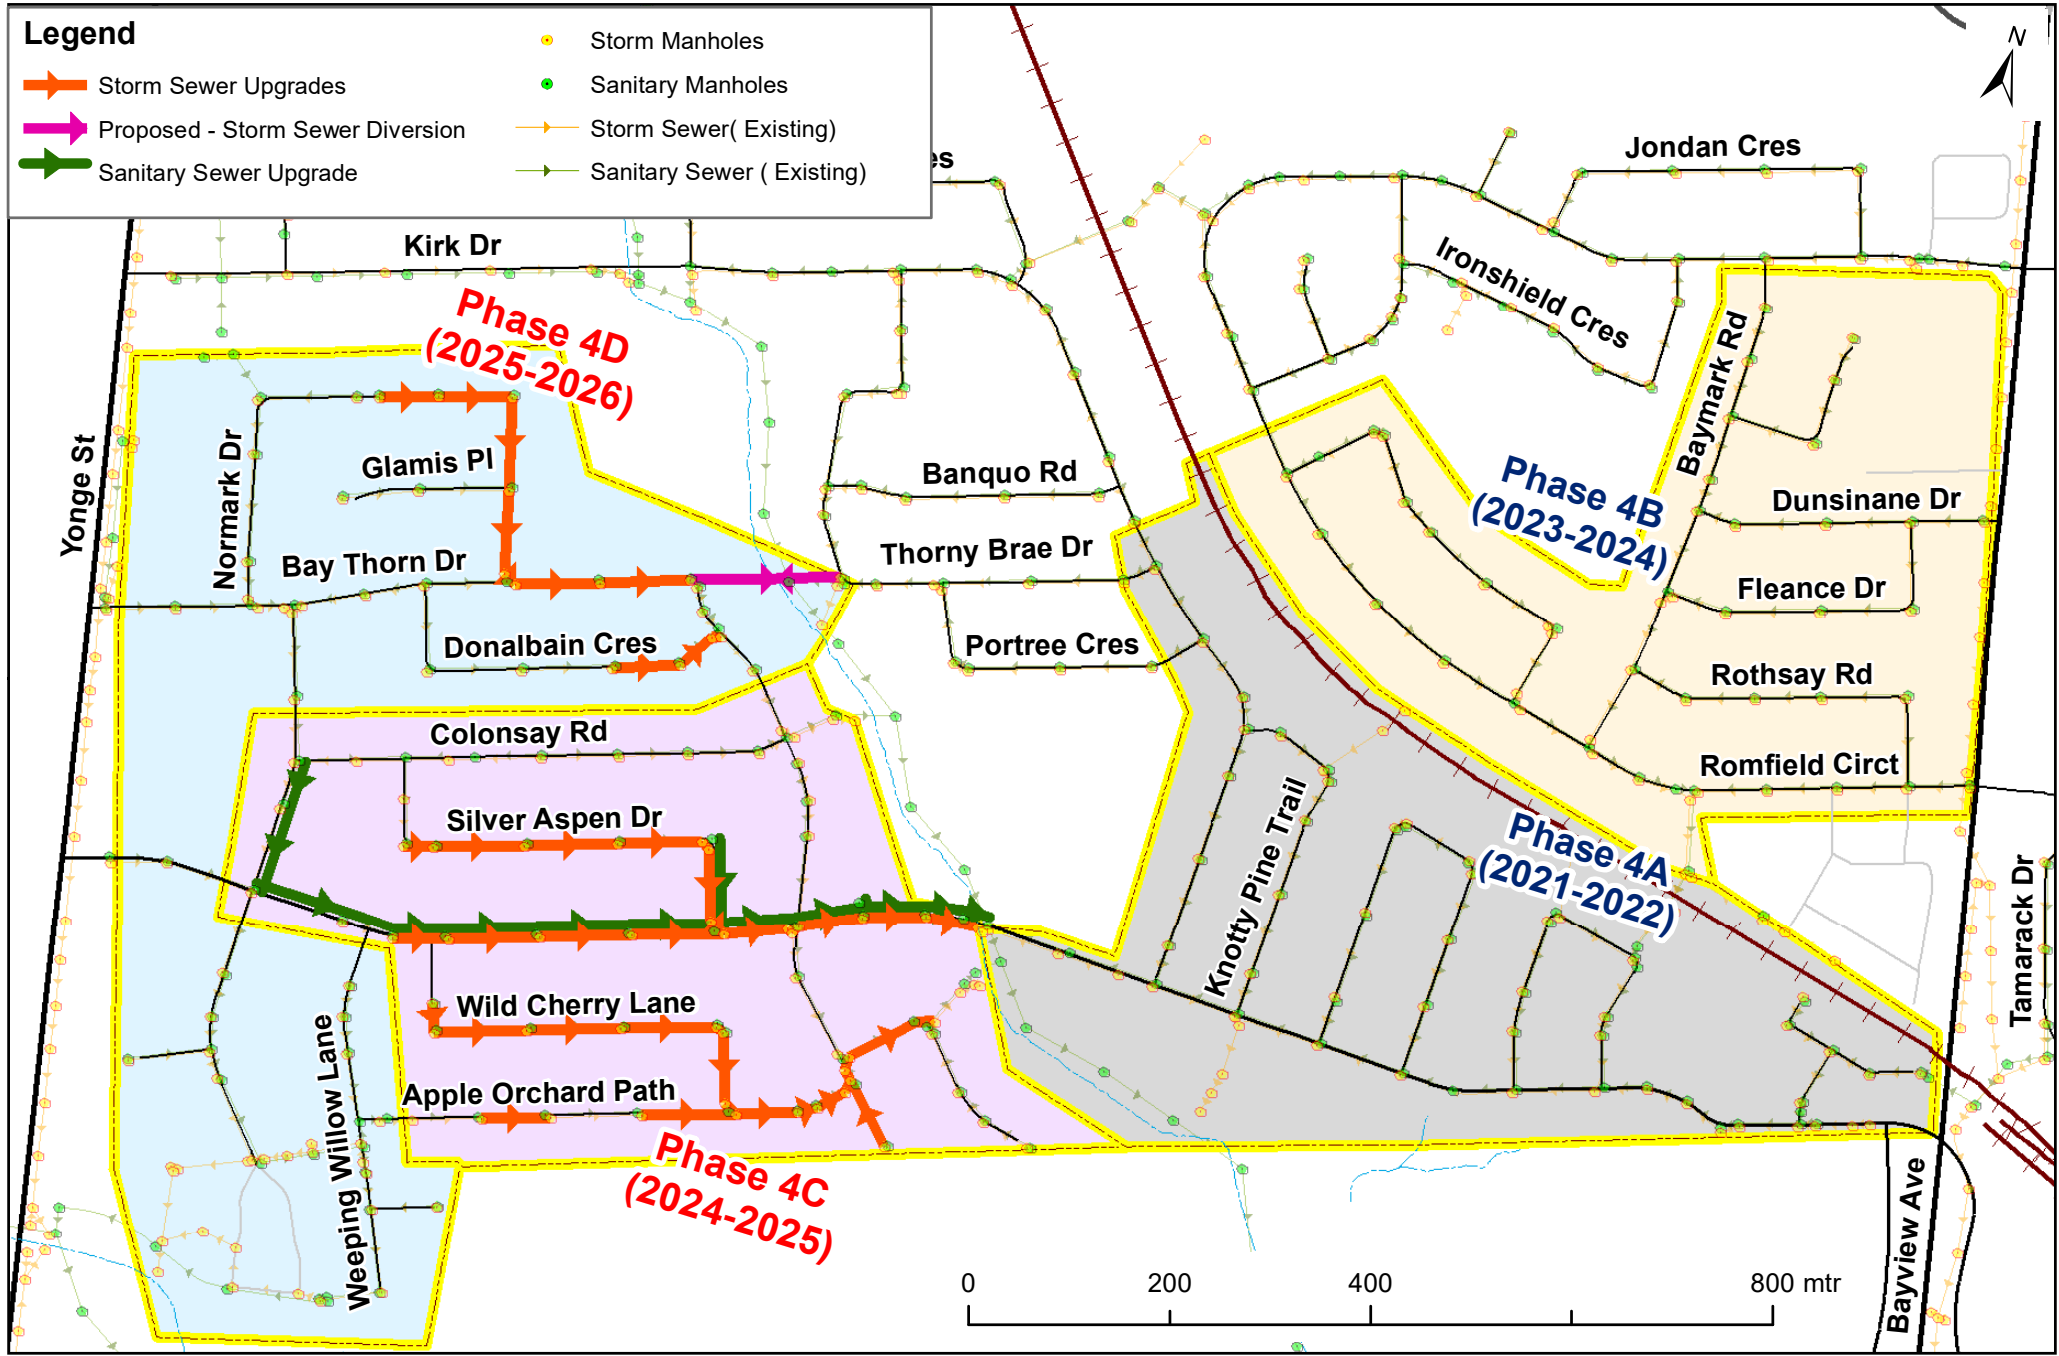 Legend
Storm Sewer Upgrades
Proposed - Storm Sewer Diversion
Sanitary Sewer Upgrade
Storm Manholes
Sanitary Manholes
Storm Sewer( Existing)
Sanitary Sewer ( Existing)
N
es
Jondan Cres
Kirk Dr
Ironshield Cres
Phase 4D
(2025-2026)
Baymark Rd
Yonge St
Normark Dr
Glamis Pl
Banquo Rd
Phase 4B
(2023-2024)
Dunsinane Dr
Bay Thorn Dr
Thorny Brae Dr
Fleance Dr
Donalbain Cres
Portree Cres
Rothsay Rd
Colonsay Rd
Romfield Circt
Silver Aspen Dr
Knotty Pine Trail
Phase 4A
(2021-2022)
Tamarack Dr
Wild Cherry Lane
Weeping Willow Lane
Apple Orchard Path
Phase 4C
(2024-2025)
Bayview Ave
0 200 400 800 mtr